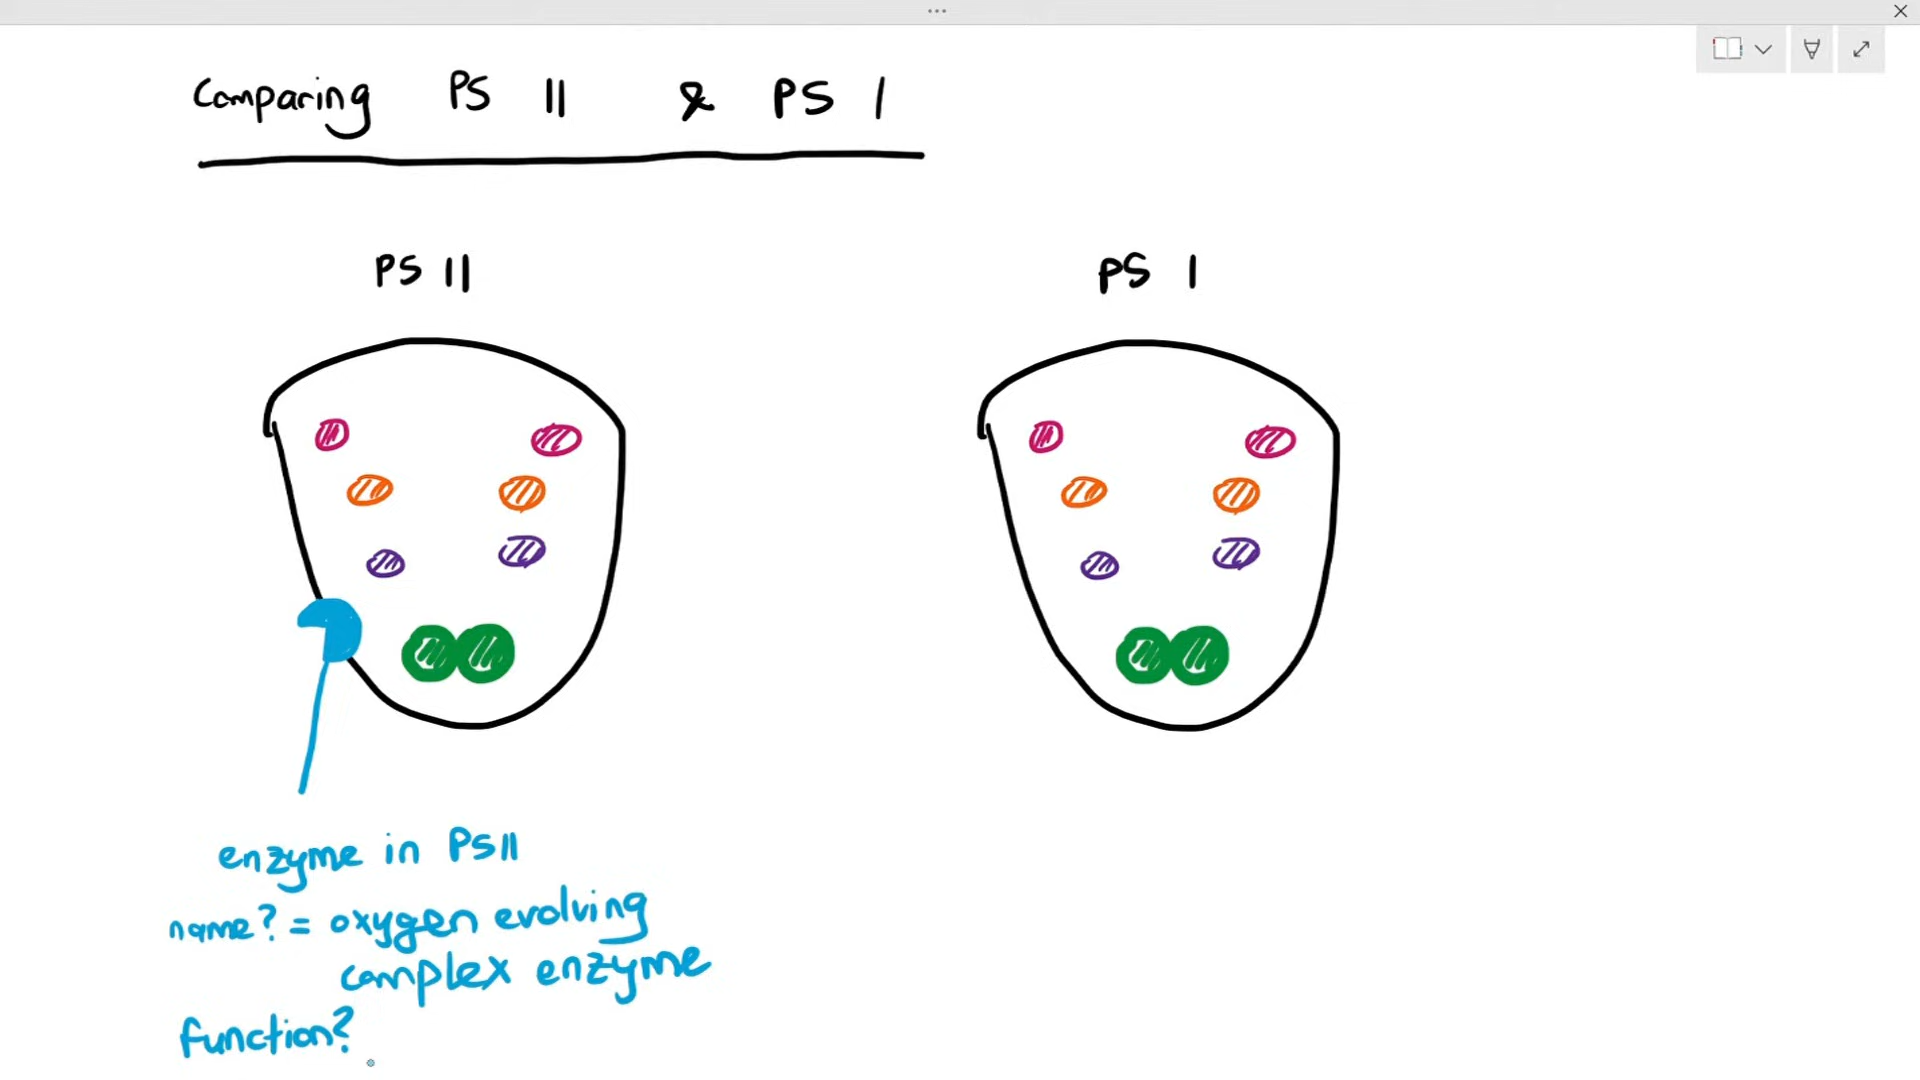 Comparing PS II & PS I
PS II
PS I
enzyme in PSII
name? = oxygen evolving
complex enzyme
function?